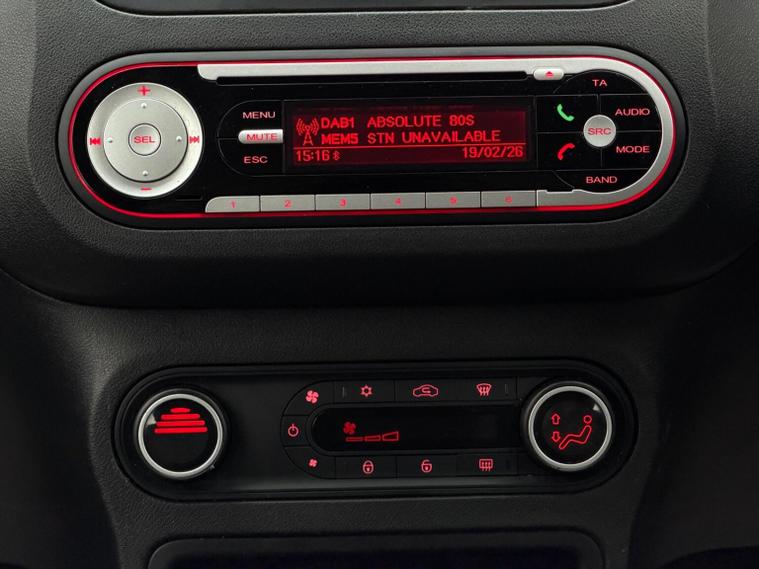 TA
MENU
DAB1 ABSOLUTE 80S
AUDIO
MUTE
SEL
MEM5 STN UNAVAILABLE
SRC
ESC
15:16 19/02/26
MODE
BAND
1 2 3 4 5 6